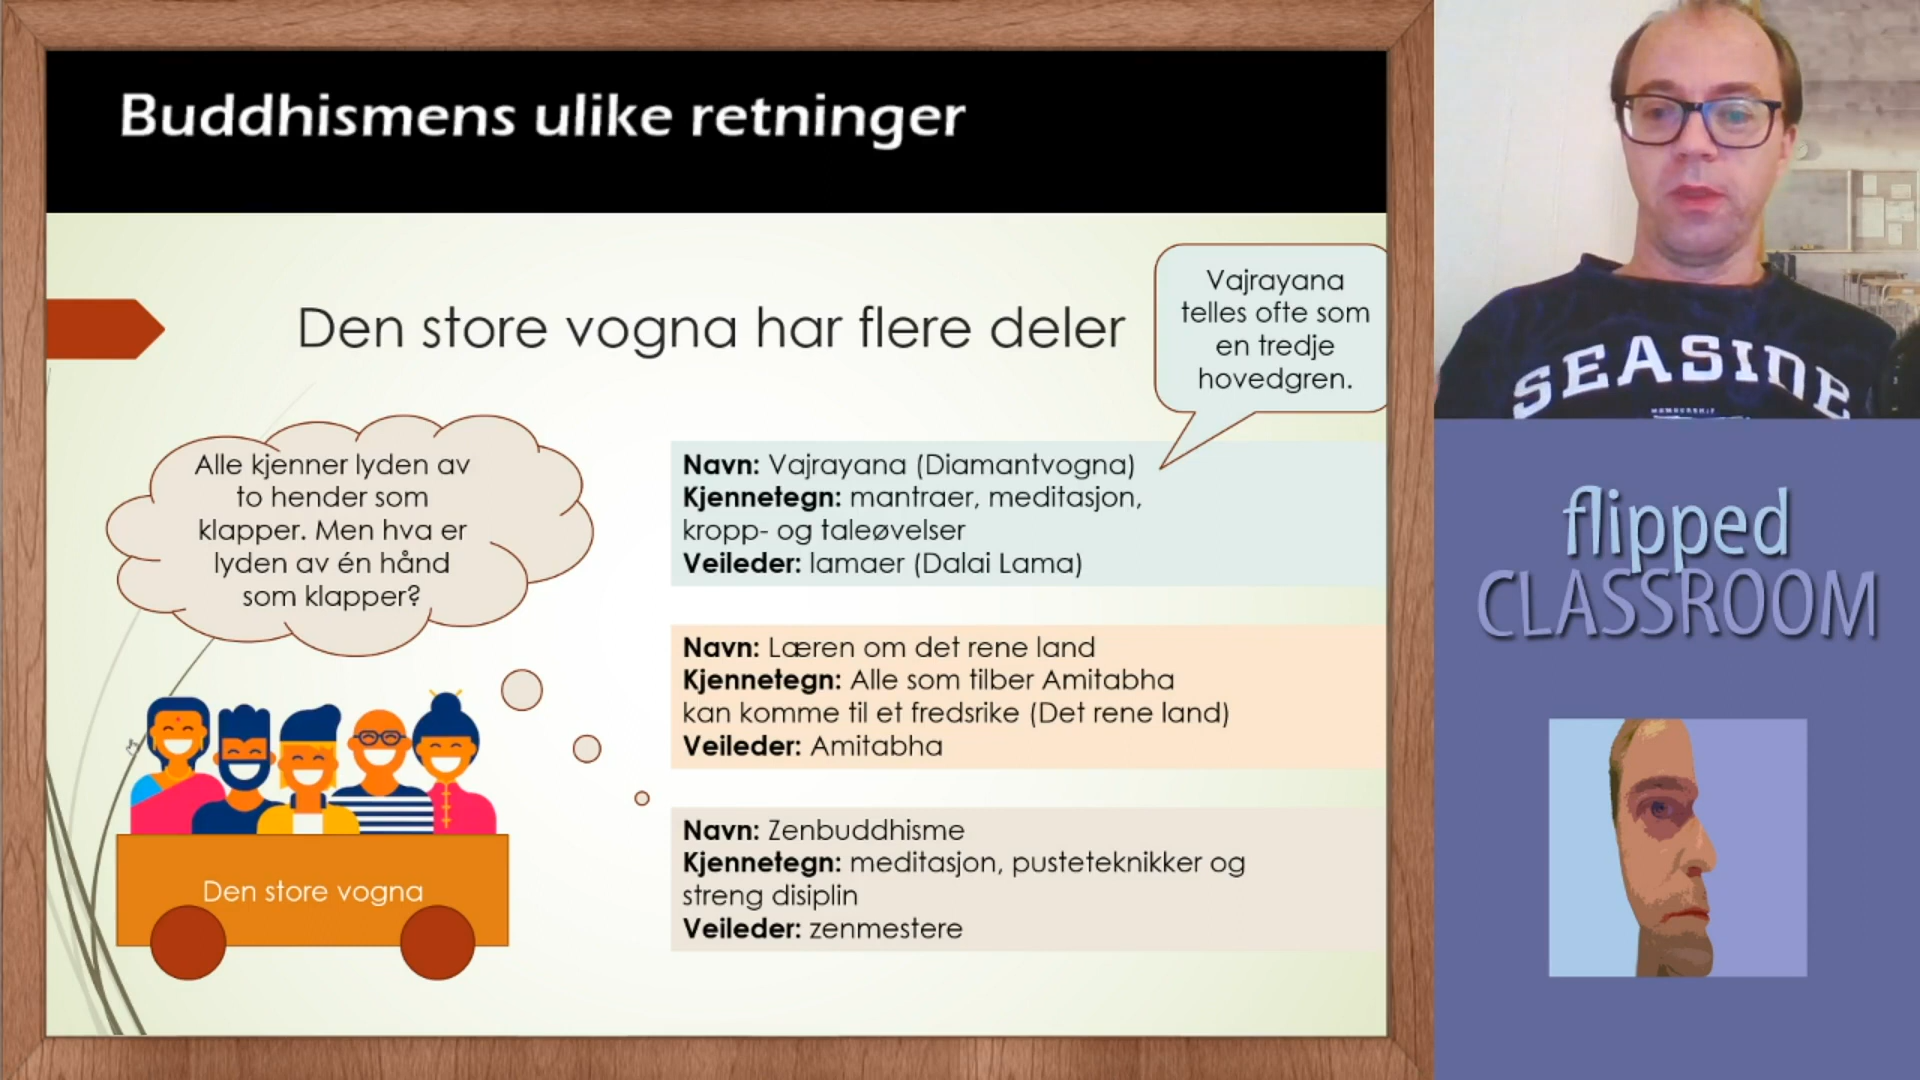 Buddhismens ulike retninger
Den store vogna har flere deler
Vajrayana
telles ofte som
en tredje
hovedgren.
Alle kjenner lyden av
to hender som
klapper. Men hva er
lyden av én hånd
som klapper?
Navn: Vajrayana (Diamantvogna)
Kjennetegn: mantraer, meditasjon,
kropp- og taleøvelser
Veileder: lamaer (Dalai Lama)
Navn: Læren om det rene land
Kjennetegn: Alle som tilber Amitabha
kan komme til et fredsrike (Det rene land)
Veileder: Amitabha
Navn: Zenbuddhisme
Kjennetegn: meditasjon, pusteteknikker og
streng disiplin
Veileder: zenmestere
Den store vogna
SEASIDE
flipped
CLASSROOM